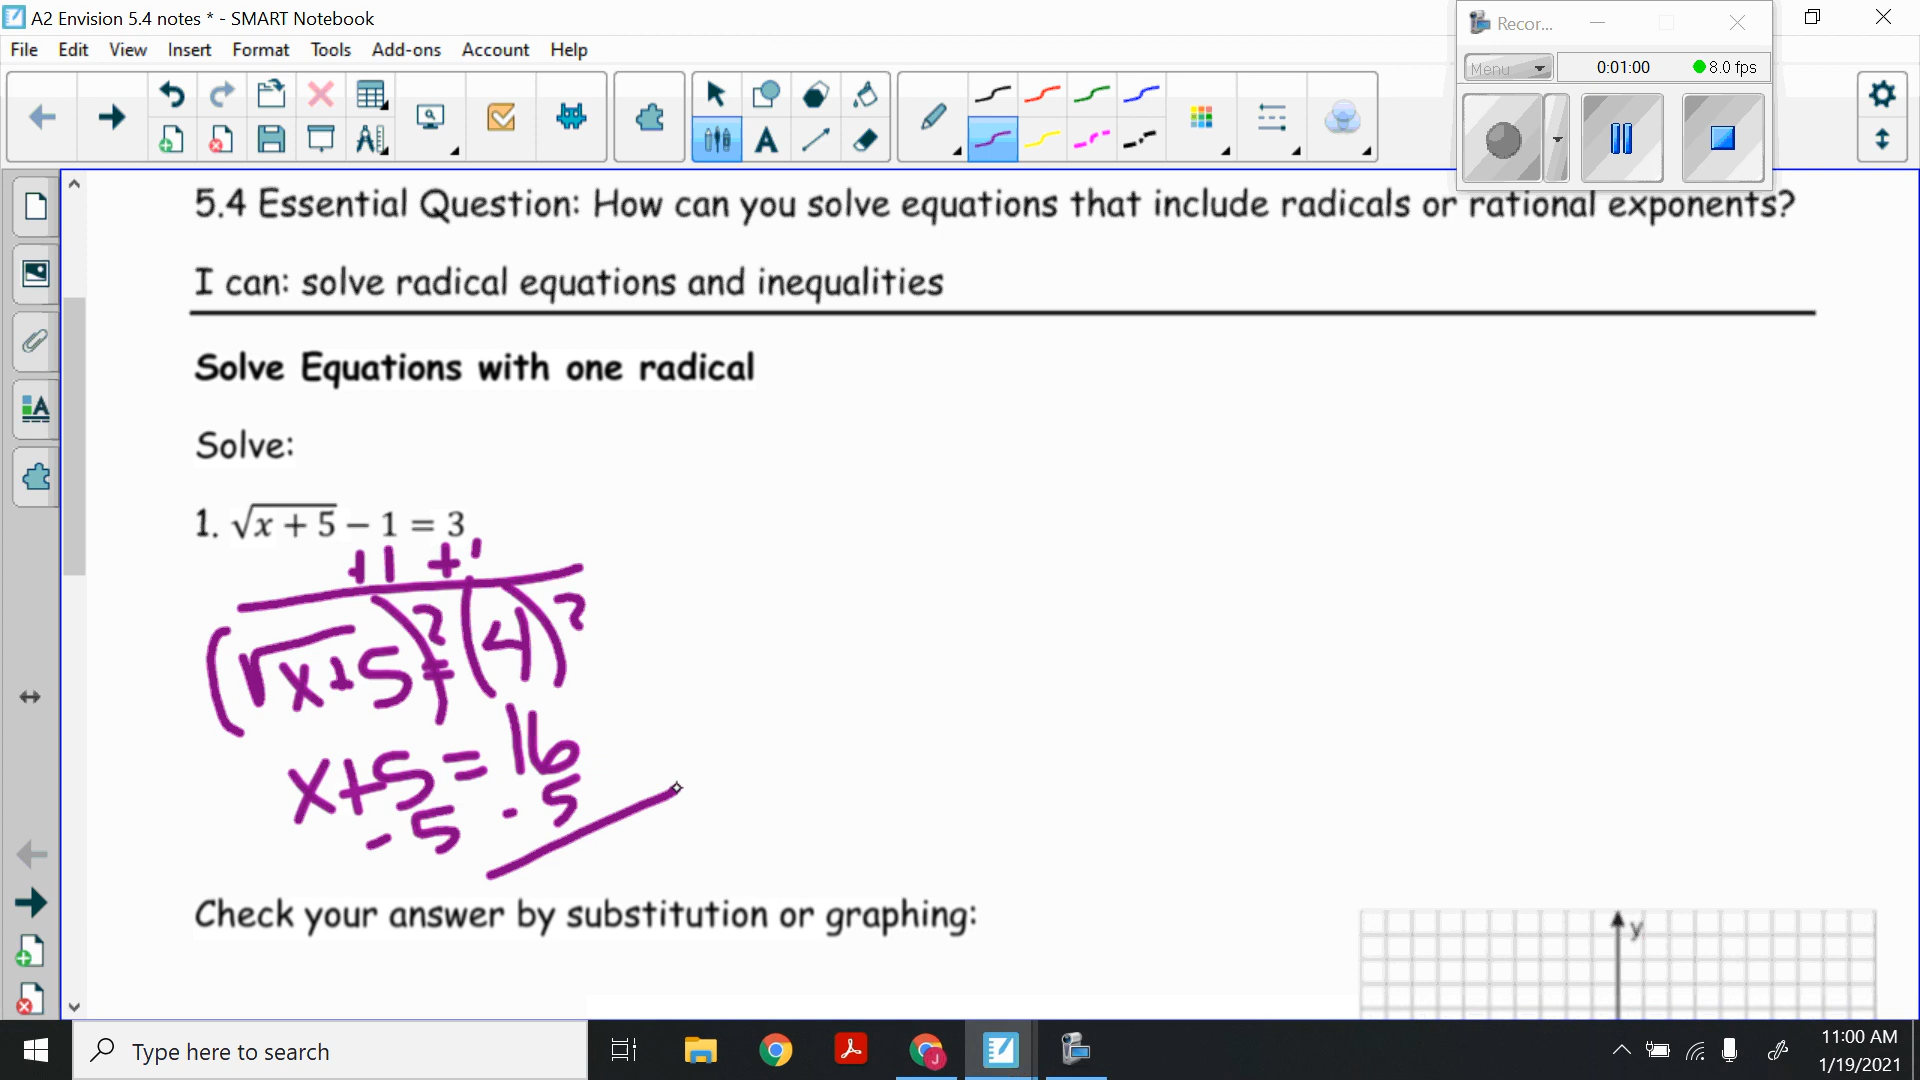 A2 Envision 5.4 notes * - SMART Notebook
File Edit View Insert Format Tools Add-ons Account Help
Recor...
Menu 0:01:00 8.0 fps
5.4 Essential Question: How can you solve equations that include radicals or rational exponents?
I can: solve radical equations and inequalities
Solve Equations with one radical
Solve:
1. √x + 5 − 1 = 3
+1 +1
(√x+5)² = (4)²
x+5 = 16
-5 -5
Check your answer by substitution or graphing:
y
Type here to search
J
11:00 AM
1/19/2021